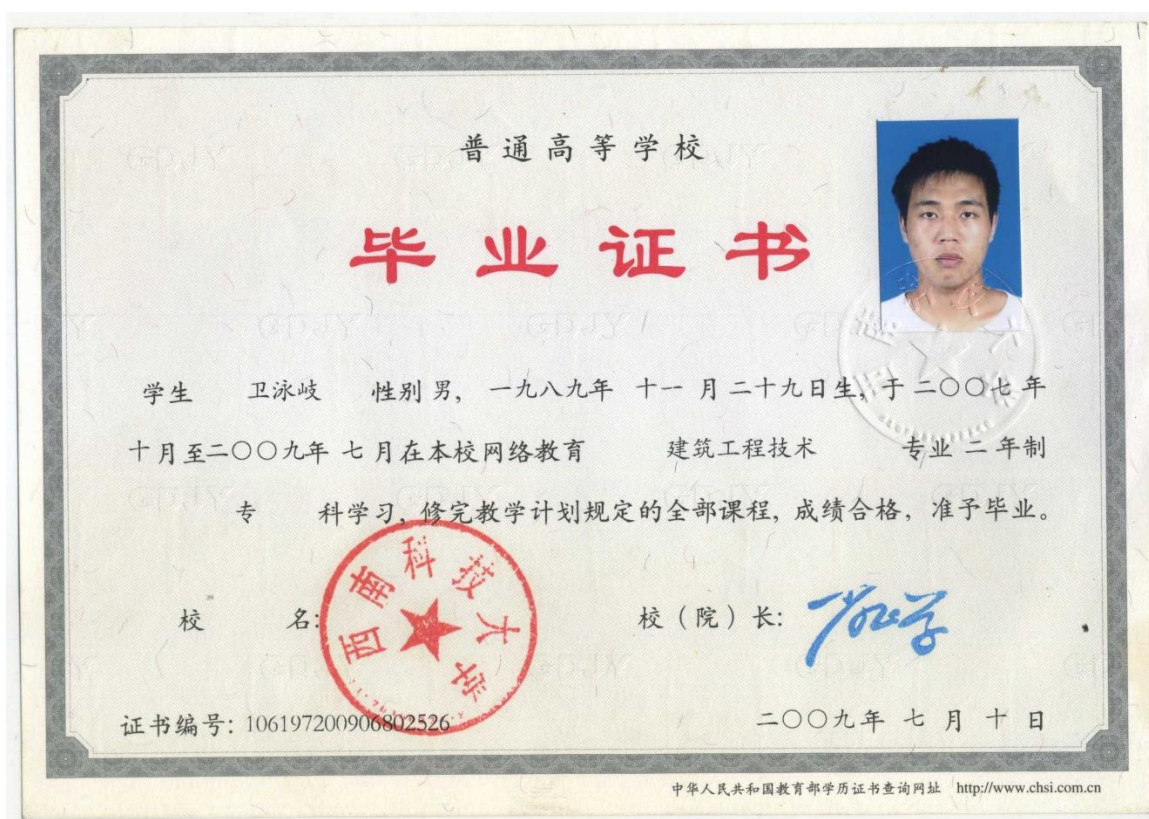 普通高等学校
毕业证书
学生 卫泳岐 性别 男, 一九八九年 十一 月 二十九日生, 于 二〇〇七 年
十月至二〇〇九年 七 月在本校网络教育 建筑工程技术 专业 二 年制
专 科学习, 修完教学计划规定的全部课程, 成绩合格, 准予毕业。
校 名: 西南科技大学
校（院）长:
证书编号: 106197200906802526
二〇〇九年 七 月 十 日
中华人民共和国教育部学历证书查询网址 http://www.chsi.com.cn